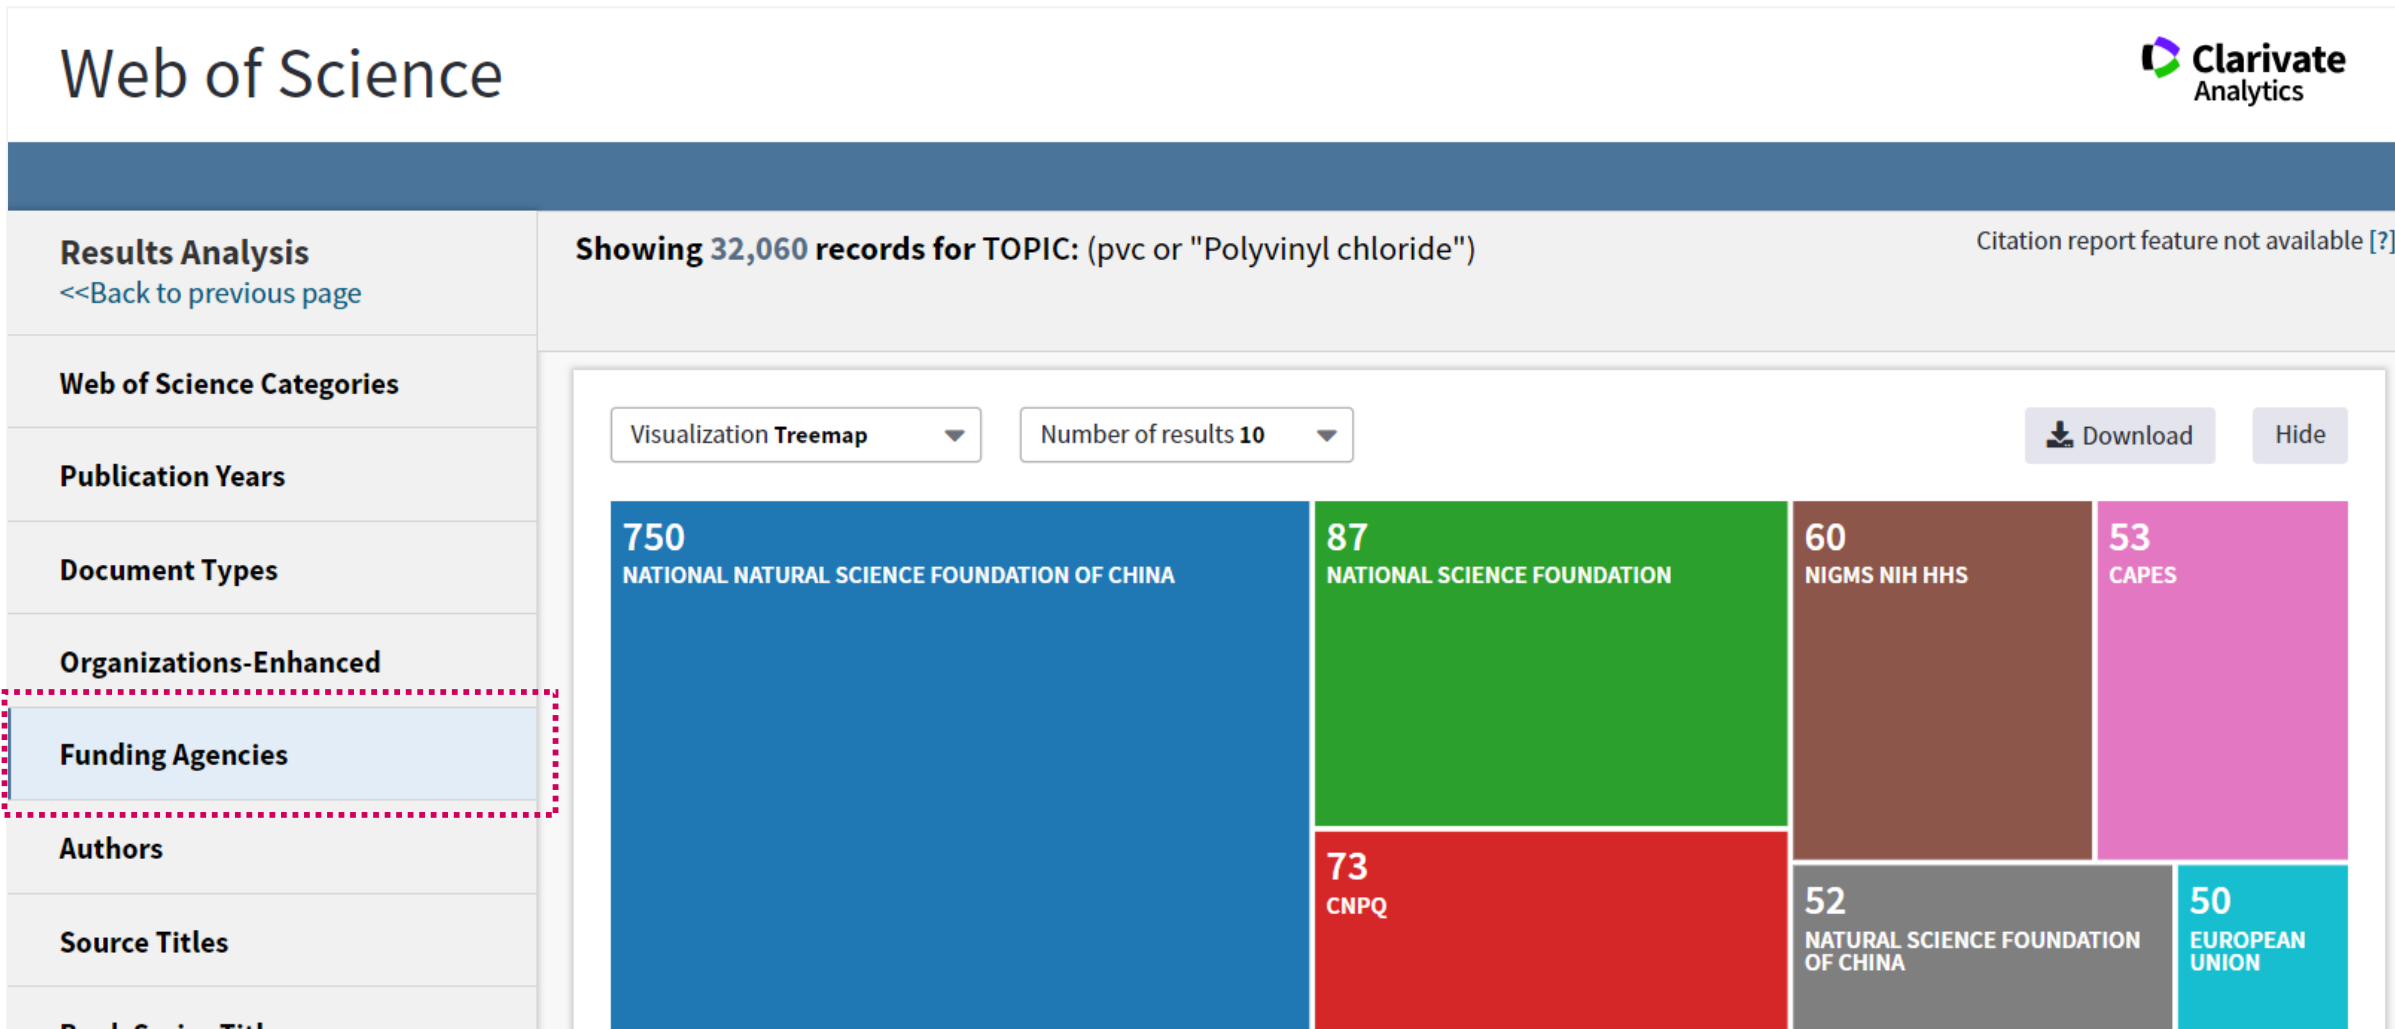 Web of Science
Clarivate
Analytics
Results Analysis
<<Back to previous page
Showing 32,060 records for TOPIC: (pvc or "Polyvinyl chloride")
Citation report feature not available [?]
Web of Science Categories
Publication Years
Document Types
Organizations-Enhanced
Funding Agencies
Authors
Source Titles
Visualization Treemap
Number of results 10
Download
Hide
750
NATIONAL NATURAL SCIENCE FOUNDATION OF CHINA
87
NATIONAL SCIENCE FOUNDATION
60
NIGMS NIH HHS
53
CAPES
73
CNPQ
52
NATURAL SCIENCE FOUNDATION
OF CHINA
50
EUROPEAN
UNION